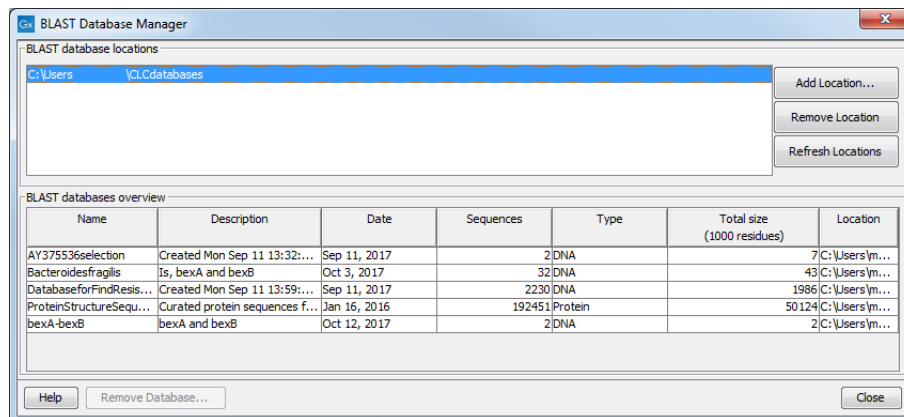 Gx BLAST Database Manager
BLAST database locations
C:\Users \CLCdatabases
Add Location...
Remove Location
Refresh Locations
BLAST databases overview
Name Description Date Sequences Type Total size (1000 residues) Location
AY375536selection Created Mon Sep 11 13:32:... Sep 11, 2017 2 DNA 7 C:\Users\m...
Bacteroidesfragilis Is, bexA and bexB Oct 3, 2017 32 DNA 43 C:\Users\m...
DatabaseforFindResis... Created Mon Sep 11 13:59:... Sep 11, 2017 2230 DNA 1986 C:\Users\m...
ProteinStructureSequ... Curated protein sequences f... Jan 16, 2016 192451 Protein 50124 C:\Users\m...
bexA-bexB bexA and bexB Oct 12, 2017 2 DNA 2 C:\Users\m...
Help Remove Database... Close